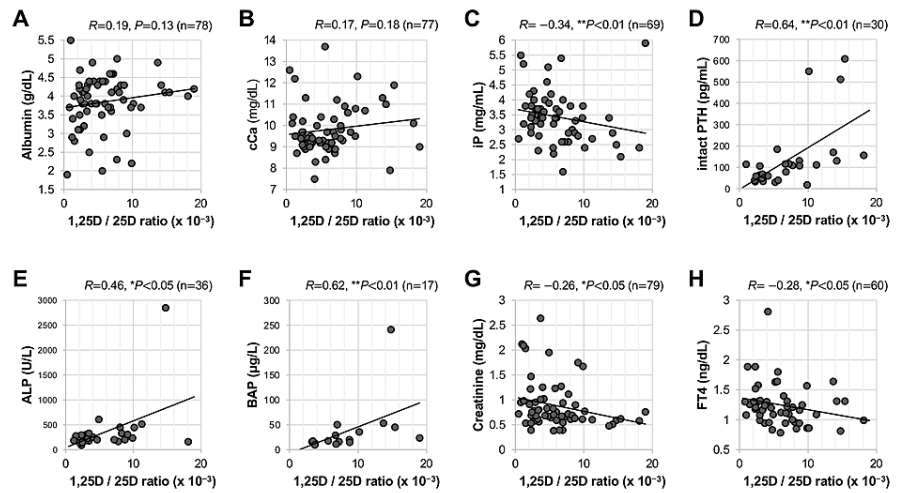 A
R=0.19, P=0.13 (n=78)
Albumin (g/dL)
5.5
5
4.5
4
3.5
3
2.5
2
1.5
0
10
20
1,25D / 25D ratio (x 10⁻³)
B
R=0.17, P=0.18 (n=77)
cCa (mg/dL)
14
13
12
11
10
9
8
7
0
10
20
1,25D / 25D ratio (x 10⁻³)
C
R= −0.34, **P<0.01 (n=69)
iP (mg/mL)
6
5.5
5
4.5
4
3.5
3
2.5
2
1.5
1
0
10
20
1,25D / 25D ratio (x 10⁻³)
D
R=0.64, **P<0.01 (n=30)
intact PTH (pg/mL)
700
600
500
400
300
200
100
0
0
10
20
1,25D / 25D ratio (x 10⁻³)
E
R=0.46, *P<0.05 (n=36)
ALP (U/L)
3000
2500
2000
1500
1000
500
0
0
10
20
1,25D / 25D ratio (x 10⁻³)
F
R=0.62, **P<0.01 (n=17)
BAP (μg/L)
300
250
200
150
100
50
0
0
10
20
1,25D / 25D ratio (x 10⁻³)
G
R= −0.26, *P<0.05 (n=79)
Creatinine (mg/dL)
3
2.5
2
1.5
1
0.5
0
0
10
20
1,25D / 25D ratio (x 10⁻³)
H
R= −0.28, *P<0.05 (n=60)
FT4 (ng/dL)
3
2.5
2
1.5
1
0.5
0
10
20
1,25D / 25D ratio (x 10⁻³)